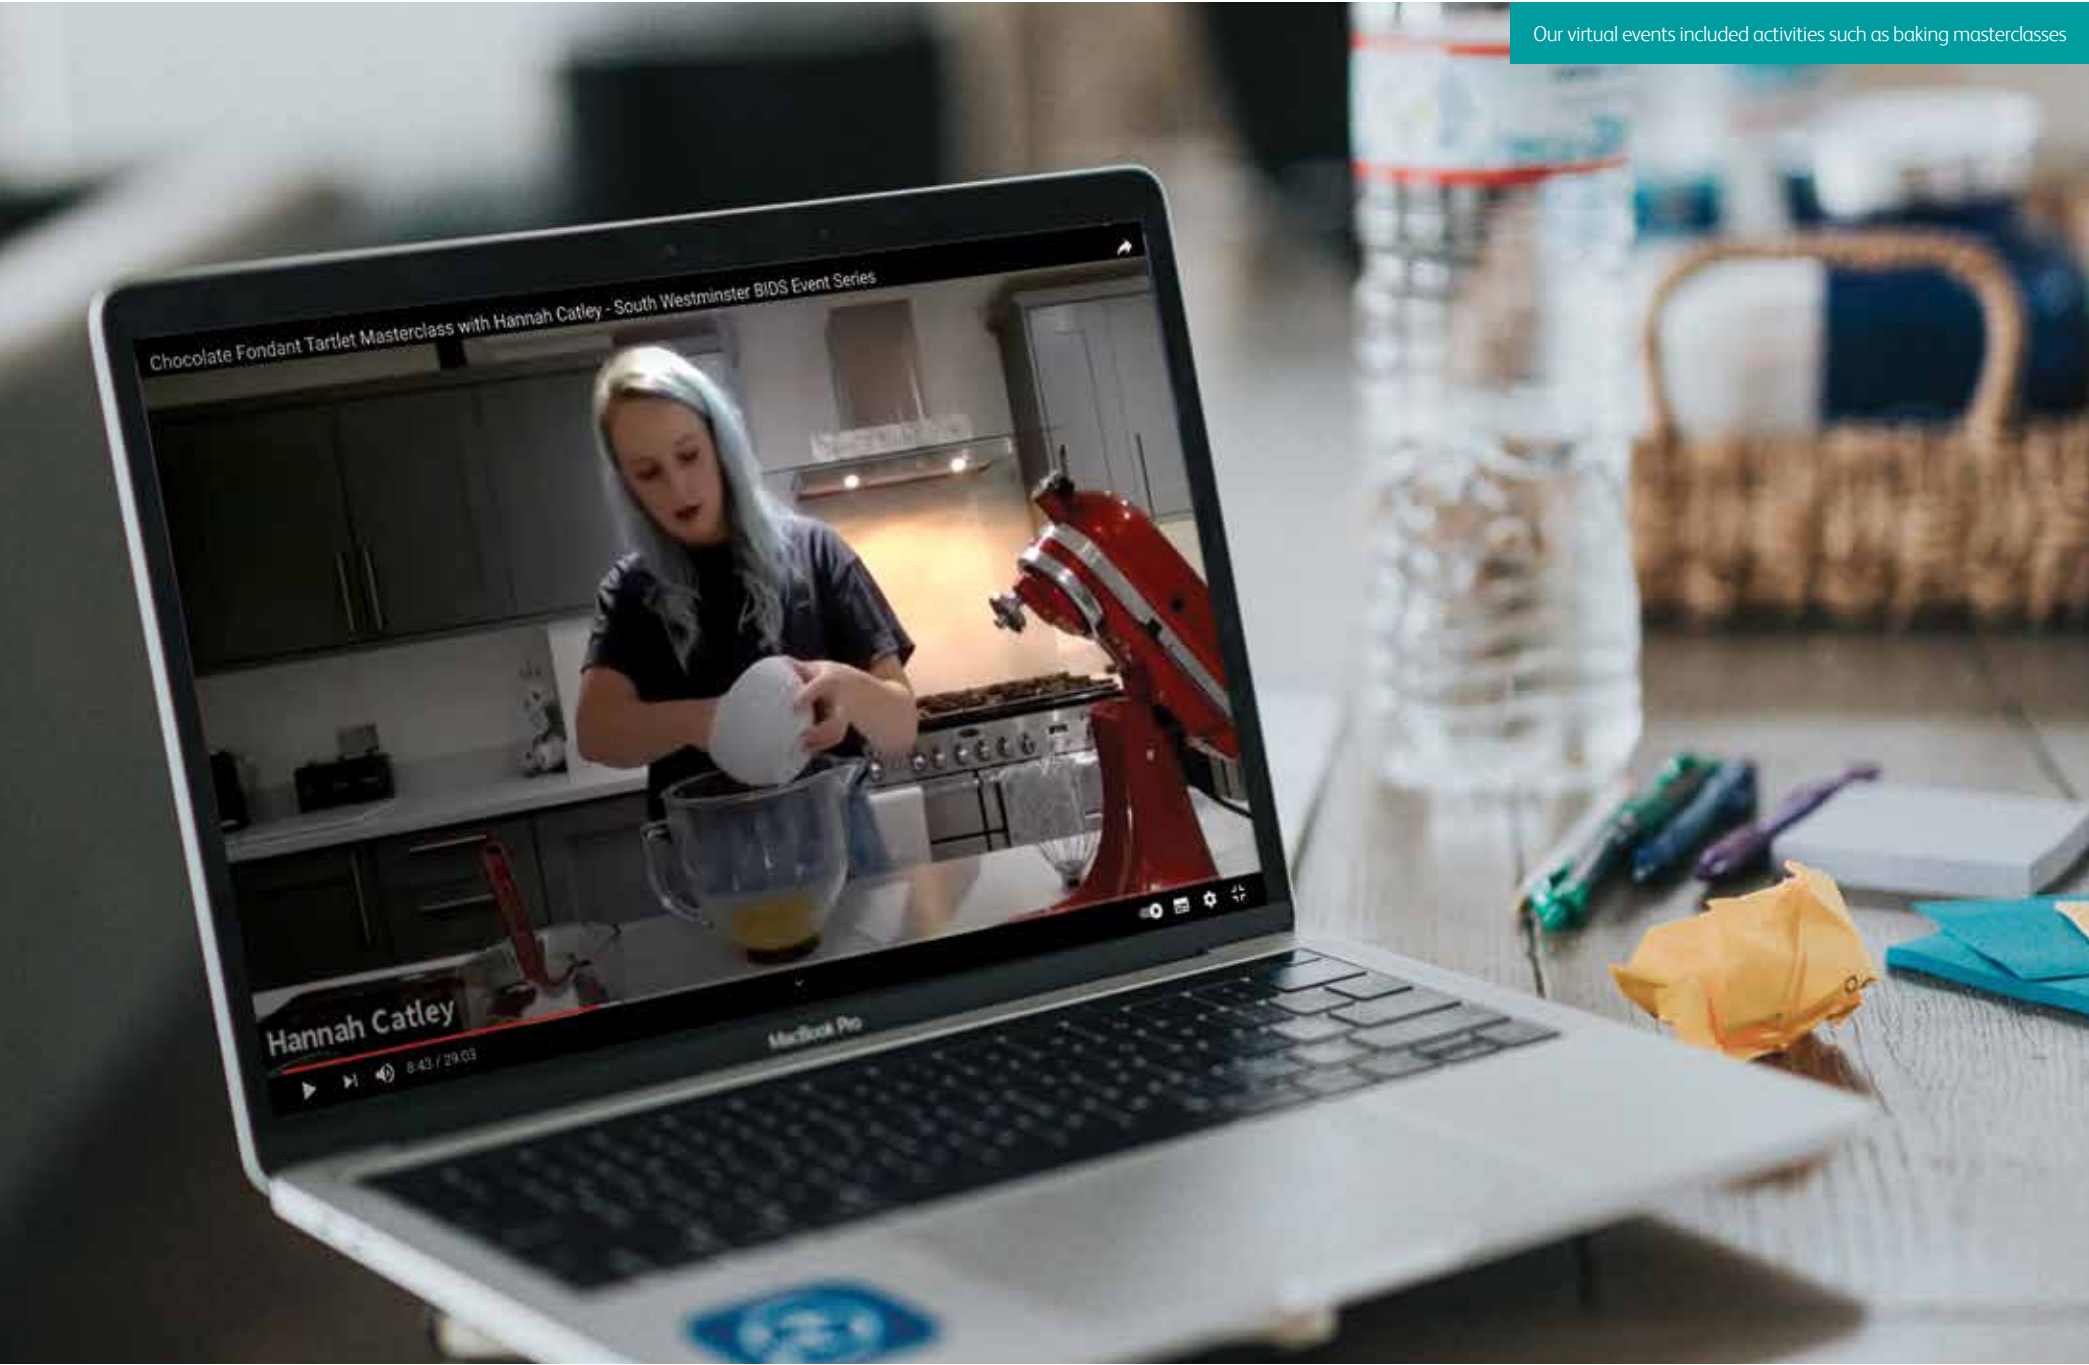 Our virtual events included activities such as baking masterclasses
Chocolate Fondant Tartlet Masterclass with Hannah Catley - South Westminster BIDS Event Series
Hannah Catley
8:43 / 29:03
MacBook Pro